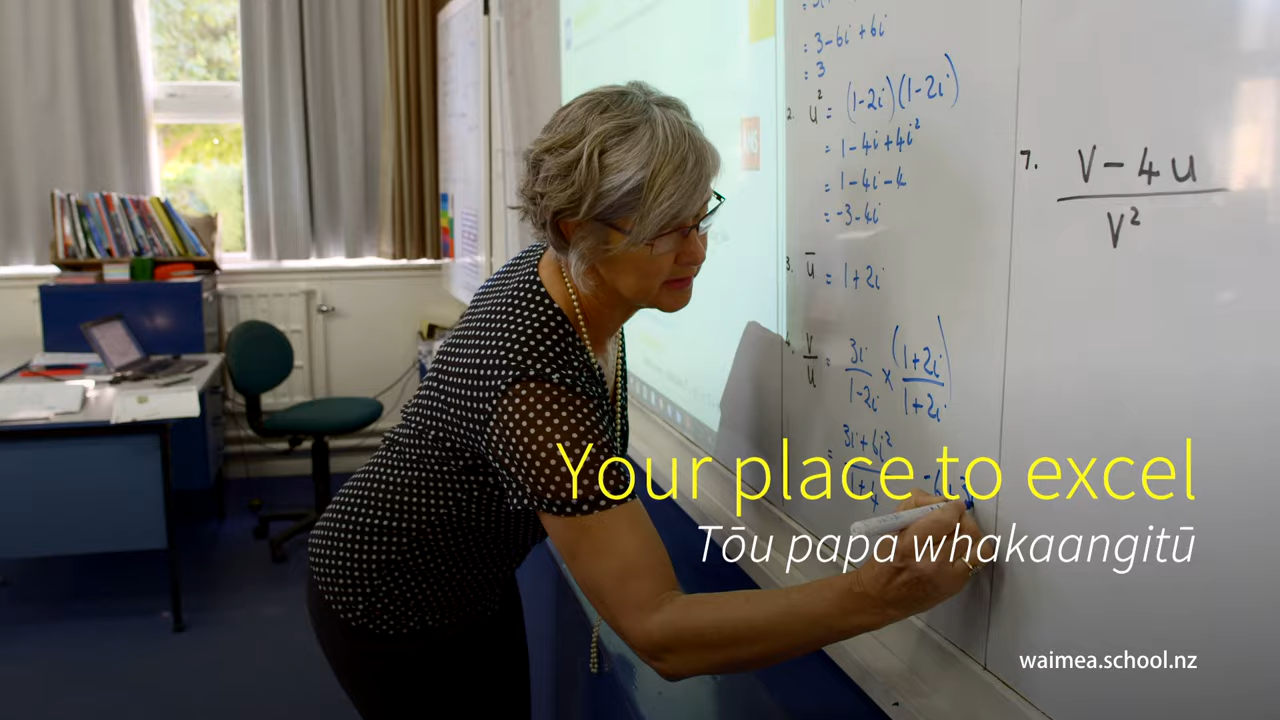 : 3-6i + 6i
: 3
2. u² = (1-2i)(1-2i)
= 1-4i+4i²
= 1-4i-4
= -3-4i
3. ū = 1+2i
v/u = 3i/1-2i × (1+2i/1+2i)
= 3i+6i²
7. V-4u
V²
Your place to excel
Tōu papa whakaangitū
waimea.school.nz